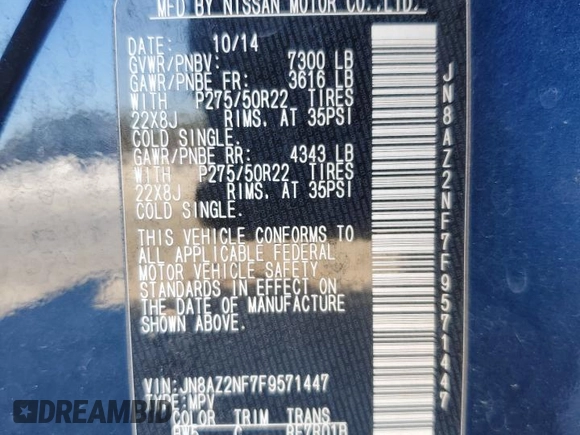 MFD BY NISSAN MOTOR CO.,LTD.
DATE: 10/14
GVWR/PNBV: 7300 LB
GAWR/PNBE FR: 3616 LB
WITH P275/50R22 TIRES
22X8J RIMS, AT 35PSI
COLD SINGLE.
GAWR/PNBE RR: 4343 LB
WITH P275/50R22 TIRES
22X8J RIMS, AT 35PSI
COLD SINGLE.
THIS VEHICLE CONFORMS TO
ALL APPLICABLE FEDERAL
MOTOR VEHICLE SAFETY
STANDARDS IN EFFECT ON
THE DATE OF MANUFACTURE
SHOWN ABOVE.
VIN:JN8AZ2NF7F9571447
TYPE:MPV
COLOR TRIM TRANS
G RE7R01B
JN8AZ2NF7F9571447
AUTOBIDMASTER